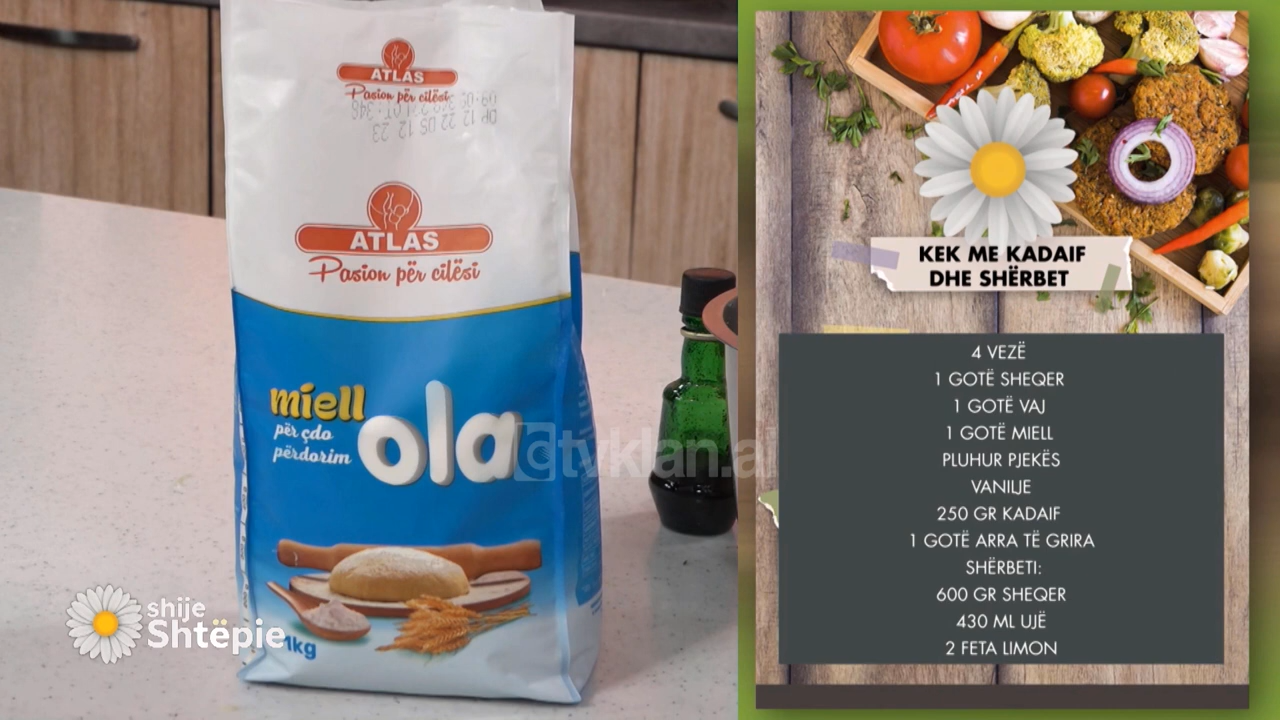 ATLAS
Pasion për cilësi
ATLAS
Pasion për cilësi
miell
për çdo
përdorim
ola
1kg
shije
Shtëpie
tvklan.al
KEK ME KADAIF
DHE SHËRBET
4 VEZË
1 GOTË SHEQER
1 GOTË VAJ
1 GOTË MIELL
PLUHUR PJEKËS
VANILJE
250 GR KADAIF
1 GOTË ARRA TË GRIRA
SHËRBETI:
600 GR SHEQER
430 ML UJË
2 FETA LIMON